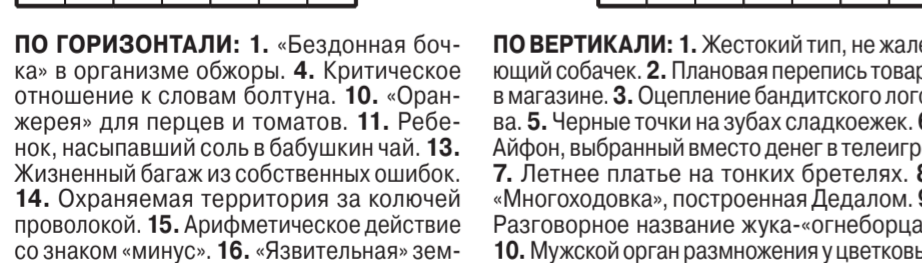 ПО ГОРИЗОНТАЛИ: 1. «Бездонная боч-
ка» в организме обжоры. 4. Критическое
отношение к словам болтуна. 10. «Оран-
жерея» для перцев и томатов. 11. Ребе-
нок, насыпавший соль в бабушкин чай. 13.
Жизненный багаж из собственных ошибок.
14. Охраняемая территория за колючей
проволокой. 15. Арифметическое действие
со знаком «минус». 16. «Язвительная» зем-
ПО ВЕРТИКАЛИ: 1. Жестокий тип, не жале
ющий собачек. 2. Плановая перепись товар
в магазине. 3. Оцепление бандитского лого
ва. 5. Черные точки на зубах сладкоежек. 6
Айфон, выбранный вместо денег в телеигр
7. Летнее платье на тонких бретелях. 8
«Многоходовка», построенная Дедалом. 9
Разговорное название жука-«огнеборца
10. Мужской орган размножения у цветковы